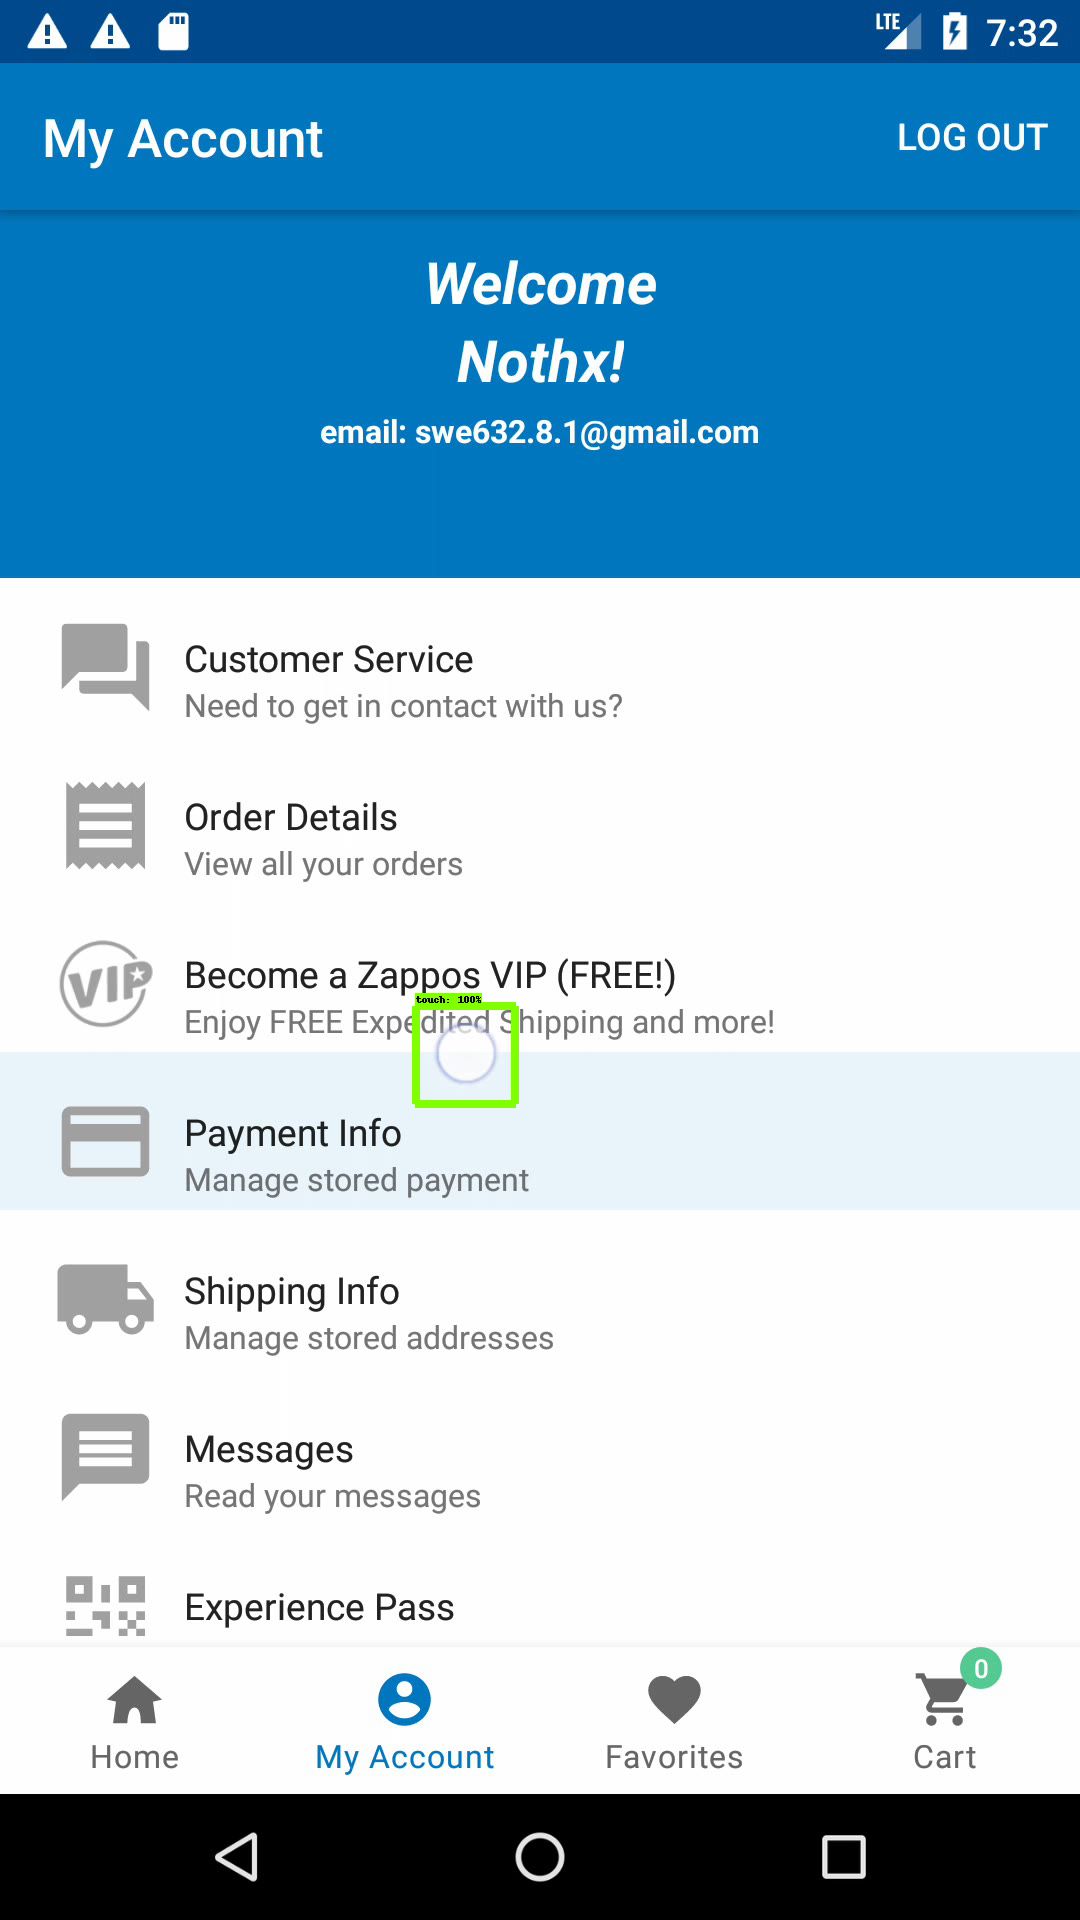 LTE 7:32
My Account LOG OUT
Welcome
Nothx!
email: swe632.8.1@gmail.com
Customer Service
Need to get in contact with us?
Order Details
View all your orders
VIP
Become a Zappos VIP (FREE!)
touch: 100%
Enjoy FREE Expedited Shipping and more!
Payment Info
Manage stored payment
Shipping Info
Manage stored addresses
Messages
Read your messages
Experience Pass
0
Home My Account Favorites Cart